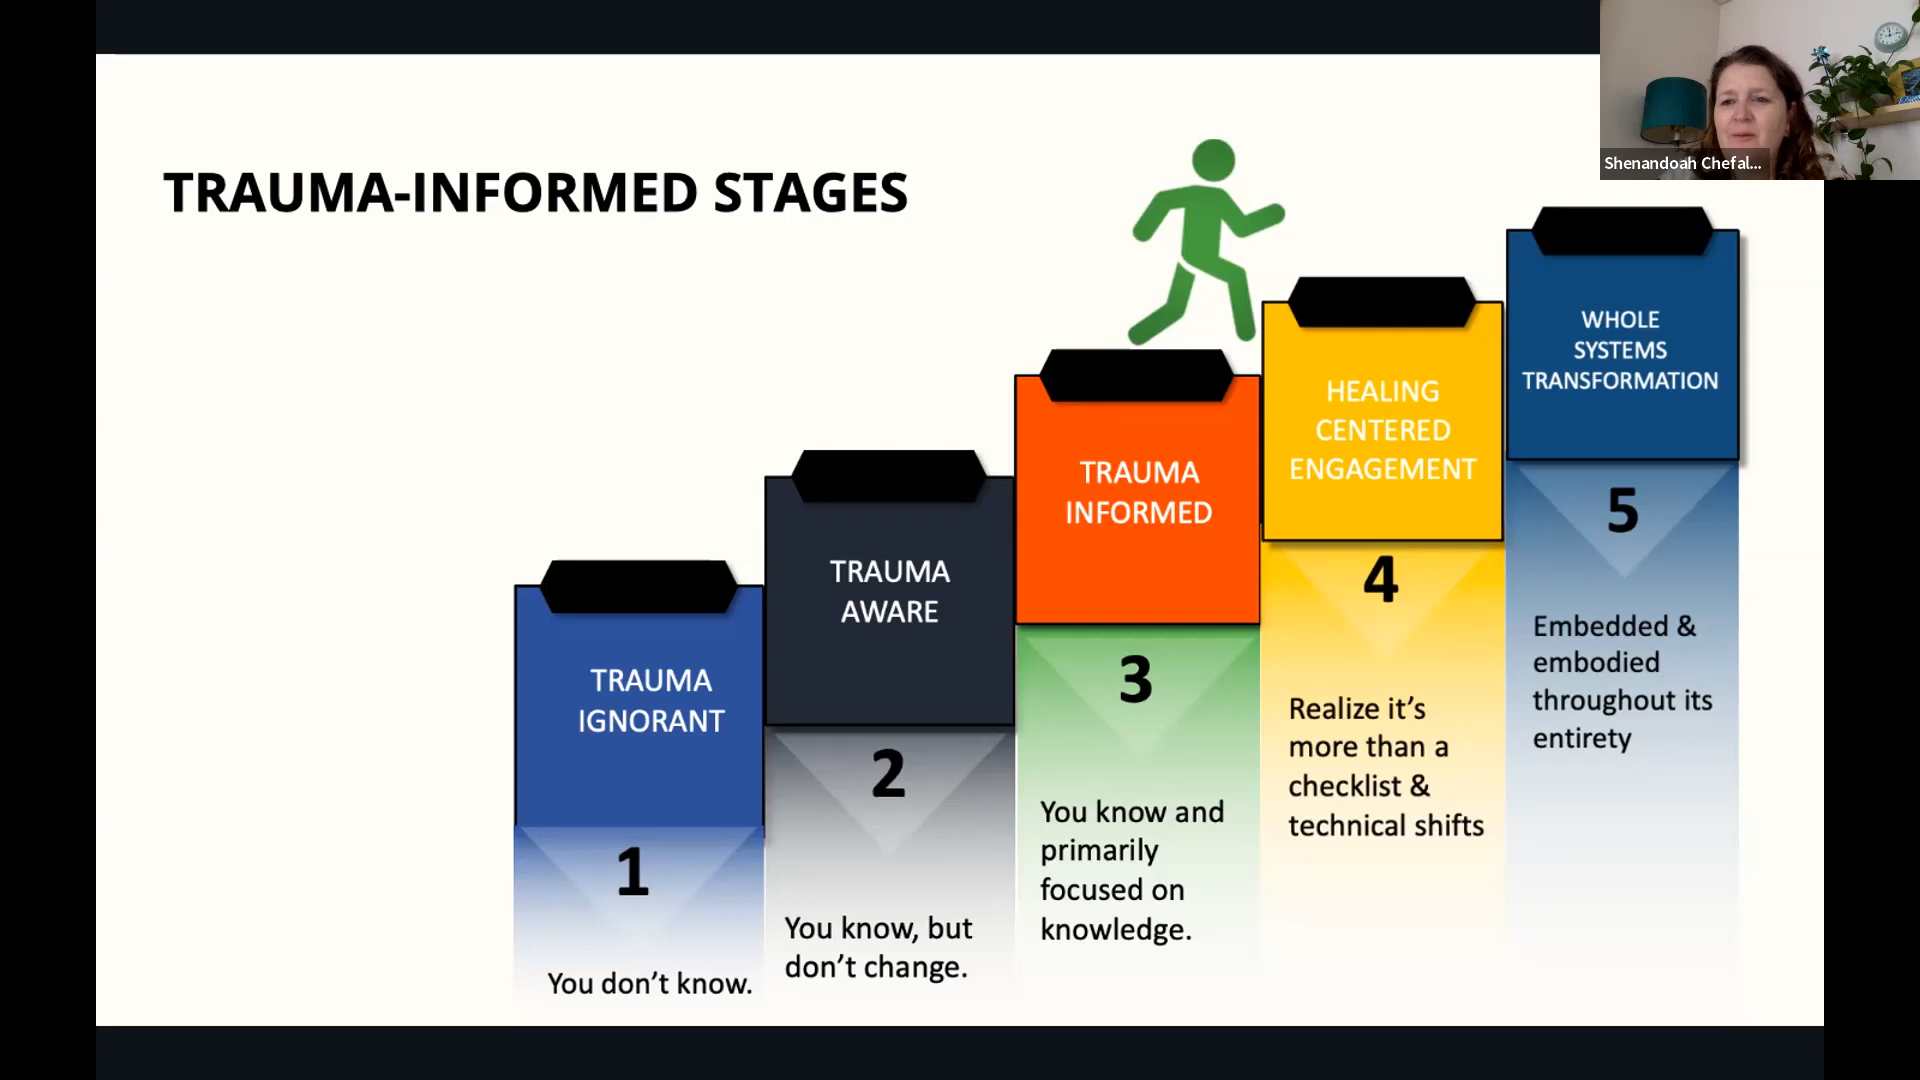 Shenandoah Chefal...
TRAUMA-INFORMED STAGES
TRAUMA
IGNORANT
1
You don't know.
TRAUMA
AWARE
2
You know, but
don't change.
TRAUMA
INFORMED
3
You know and
primarily
focused on
knowledge.
HEALING
CENTERED
ENGAGEMENT
4
Realize it's
more than a
checklist &
technical shifts
WHOLE
SYSTEMS
TRANSFORMATION
5
Embedded &
embodied
throughout its
entirety